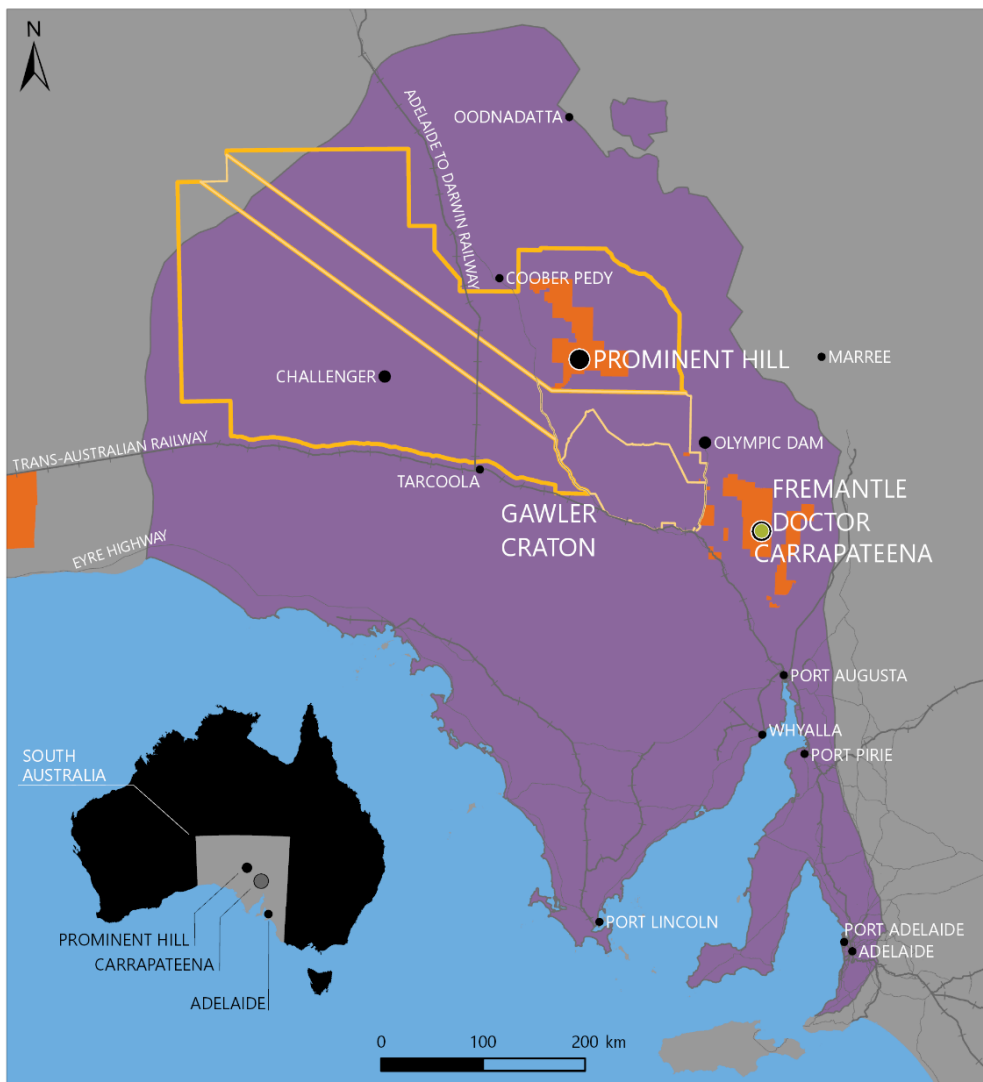 N
OODNADATTA
ADELAIDE TO DARWIN RAILWAY
COOBER PEDY
PROMINENT HILL
MARREE
CHALLENGER
OLYMPIC DAM
TRANS-AUSTRALIAN RAILWAY
TARCOOLA
FREMANTLE
DOCTOR
CARRAPATEENA
GAWLER
CRATON
EYRE HIGHWAY
PORT AUGUSTA
WHYALLA
PORT PIRIE
SOUTH
AUSTRALIA
PORT LINCOLN
PROMINENT HILL
CARRAPATEENA
ADELAIDE
PORT ADELAIDE
ADELAIDE
0 100 200 km